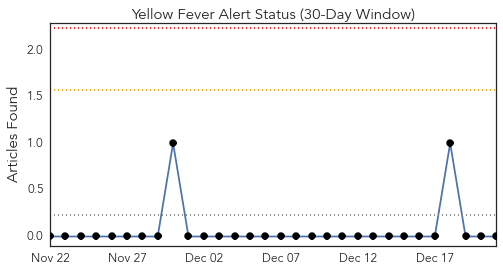 Yellow Fever Alert Status (30-Day Window)
Articles Found
2.0
1.5
1.0
0.5
0.0
Nov 22 Nov 27 Dec 02 Dec 07 Dec 12 Dec 17